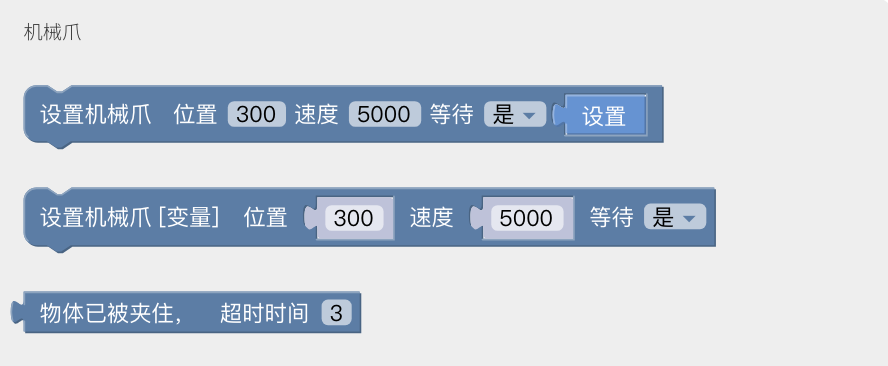 机械爪
设置机械爪 位置 300 速度 5000 等待 是 设置
设置机械爪 [变量] 位置 300 速度 5000 等待 是
物体已被夹住， 超时时间 3